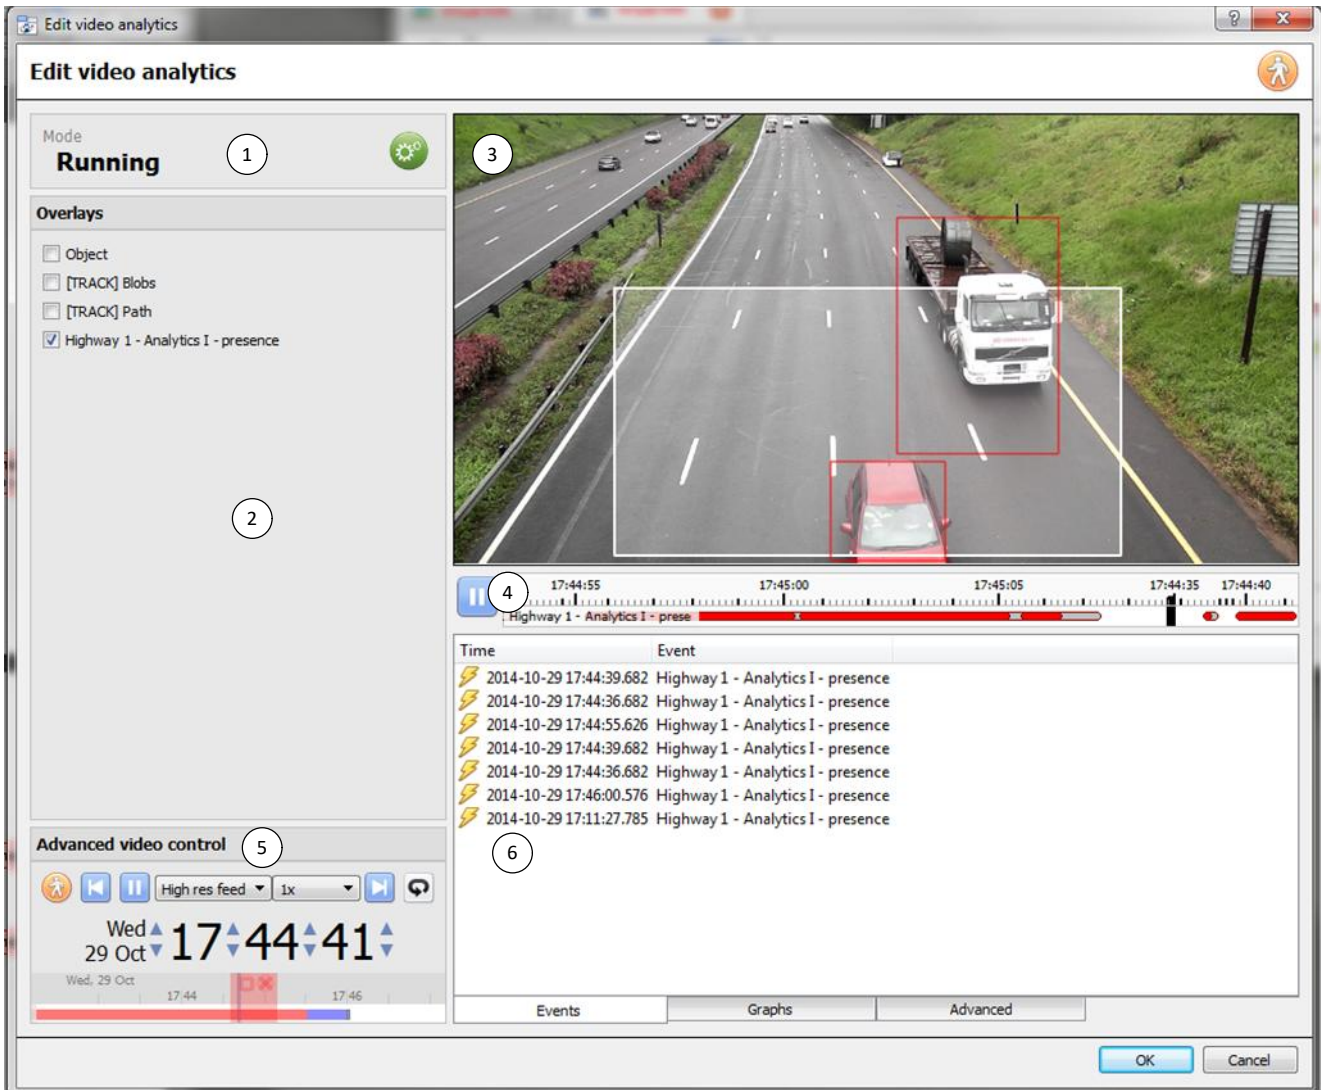 Edit video analytics
?
Edit video analytics
Mode
Running
1
Overlays
Object
[TRACK] Blobs
[TRACK] Path
Highway 1 - Analytics I - presence
2
3
4
17:44:55 17:45:00 17:45:05 17:44:35 17:44:40
Highway 1 - Analytics I - prese
Time Event
2014-10-29 17:44:39.682 Highway 1 - Analytics I - presence
2014-10-29 17:44:36.682 Highway 1 - Analytics I - presence
2014-10-29 17:44:55.626 Highway 1 - Analytics I - presence
2014-10-29 17:44:39.682 Highway 1 - Analytics I - presence
2014-10-29 17:44:36.682 Highway 1 - Analytics I - presence
2014-10-29 17:46:00.576 Highway 1 - Analytics I - presence
2014-10-29 17:11:27.785 Highway 1 - Analytics I - presence
6
Advanced video control 5
High res feed 1x
Wed
29 Oct 17 44 41
Wed, 29 Oct
17 44 17 46
Events Graphs Advanced
OK Cancel